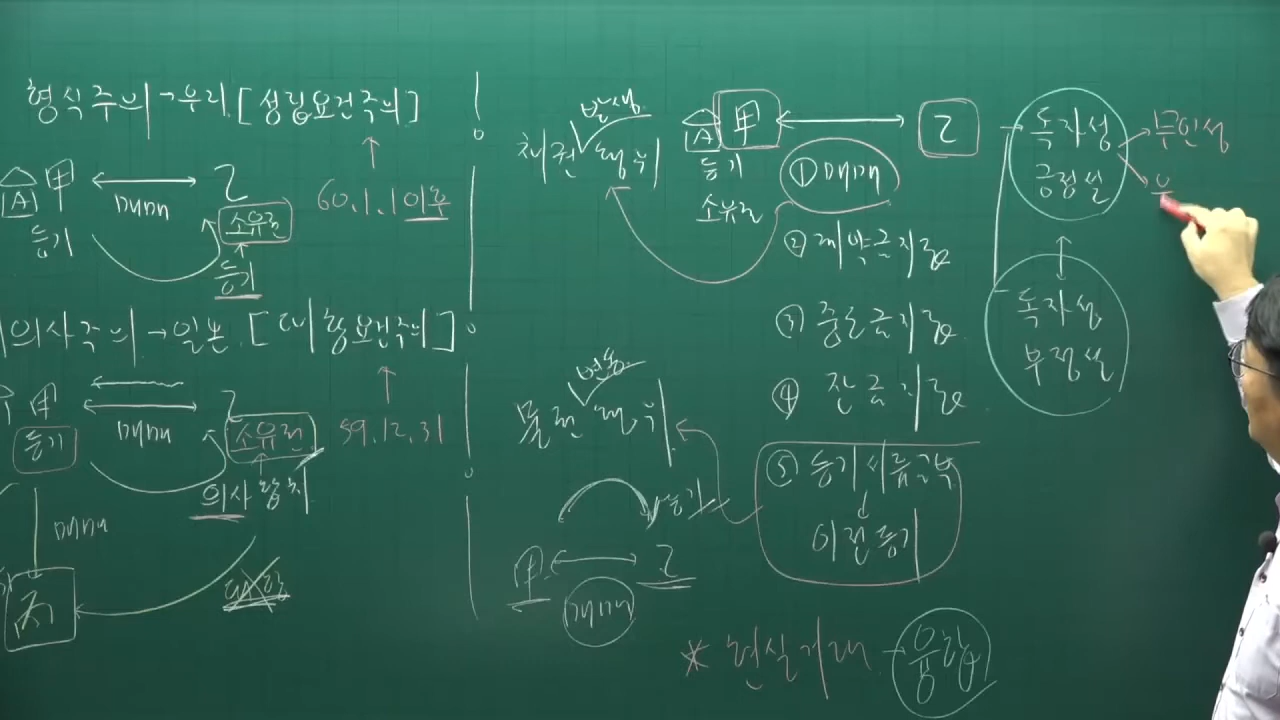 형식주의→우리 [성립요건주의]
60.1.1 이후
A 甲 매매 乙
등기
소유권
등기
의사주의→일본 [대항요건주의]
59.12.31
甲 매매 乙
등기
소유권
의사합치
매매
丙
대항
발생
채권행위
A 甲 乙
등기
소유권
① 매매
② 계약금지급
③ 중도금지급
④ 잔금지급
⑤ 등기서류교부
↓
이전등기
변동
물권행위
등기
甲 乙
매매
* 현실거래 - 융합
독자성
긍정설
무인성
유
독자성
부정설